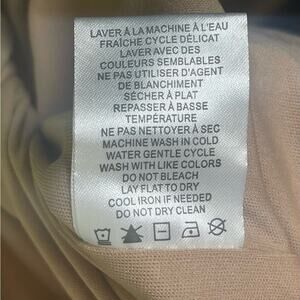 LAVER À LA MACHINE À L'EAU
FRAÎCHE CYCLE DÉLICAT
LAVER AVEC DES
COULEURS SEMBLABLES
NE PAS UTILISER D'AGENT
DE BLANCHIMENT
SÉCHER À PLAT
REPASSER À BASSE
TEMPÉRATURE
NE PAS NETTOYER À SEC
MACHINE WASH IN COLD
WATER GENTLE CYCLE
WASH WITH LIKE COLORS
DO NOT BLEACH
LAY FLAT TO DRY
COOL IRON IF NEEDED
DO NOT DRY CLEAN